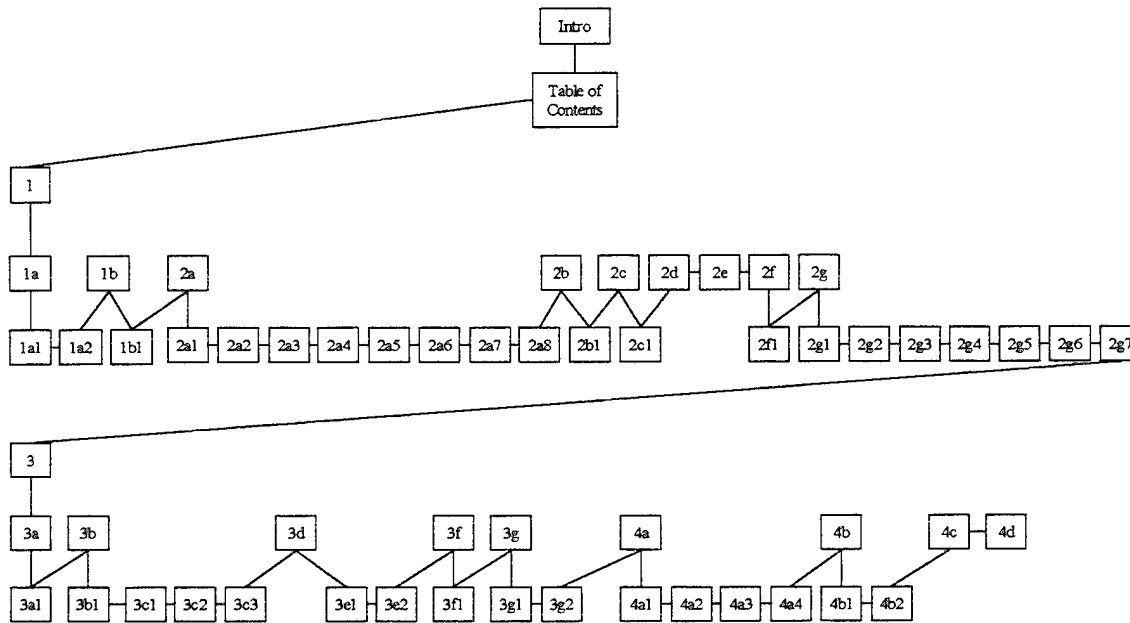 Intro
Table of
Contents
1
1a 1b 2a 2b 2c 2d 2e 2f 2g
1a1 1a2 1b1 2a1 2a2 2a3 2a4 2a5 2a6 2a7 2a8 2b1 2c1 2f1 2g1 2g2 2g3 2g4 2g5 2g6 2g7
3
3a 3b 3d 3f 3g 4a 4b 4c 4d
3a1 3b1 3c1 3c2 3c3 3e1 3e2 3f1 3g1 3g2 4a1 4a2 4a3 4a4 4b1 4b2